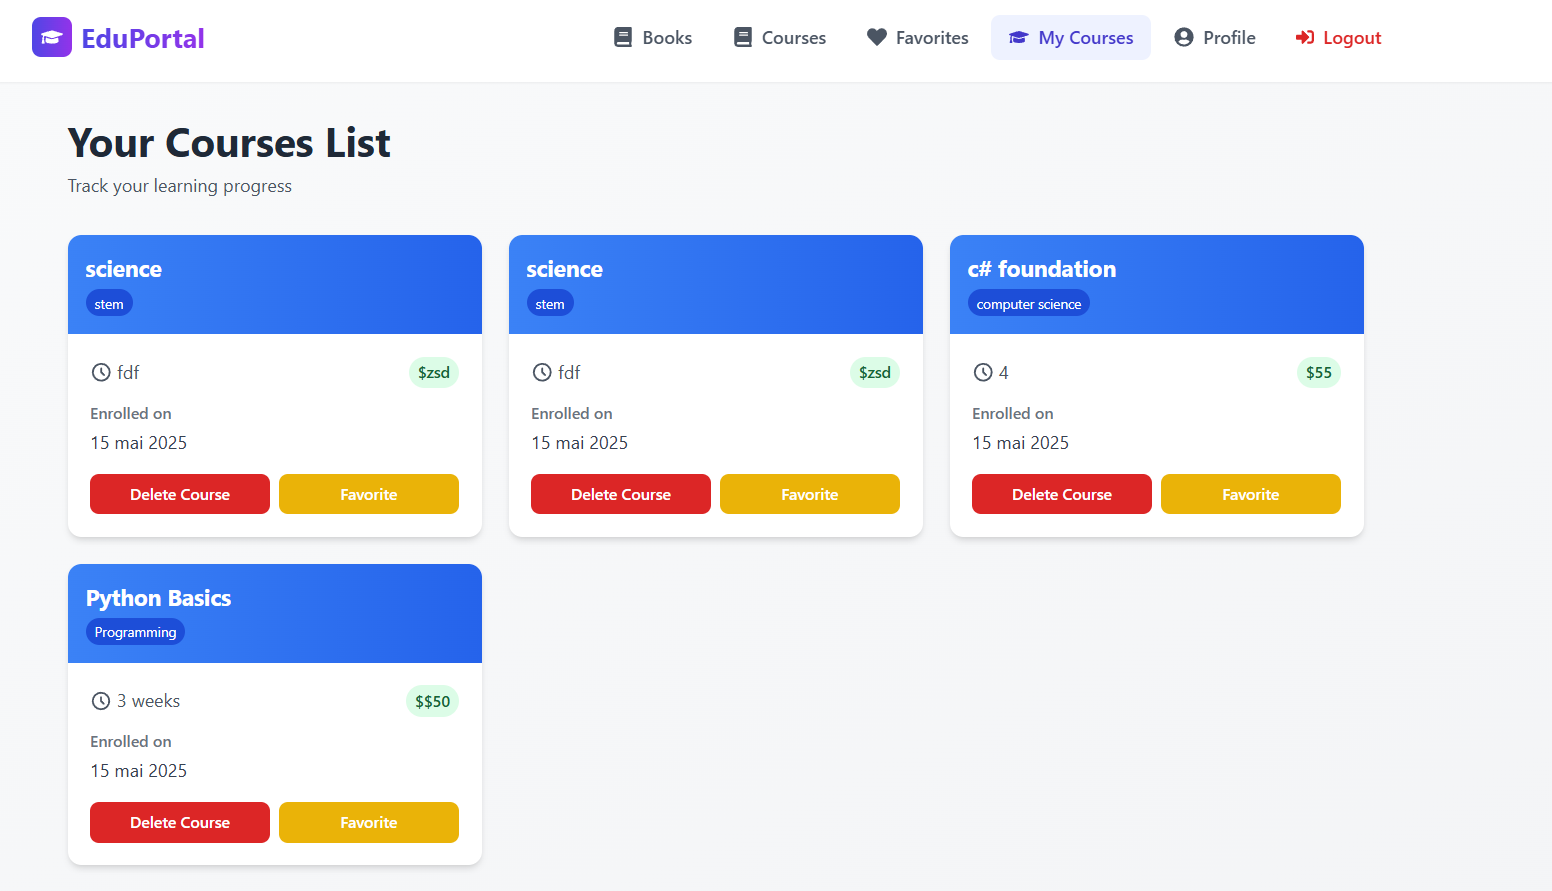 EduPortal
Books Courses Favorites My Courses Profile Logout
Your Courses List
Track your learning progress
science
stem
fdf $zsd
Enrolled on
15 mai 2025
Delete Course Favorite
science
stem
fdf $zsd
Enrolled on
15 mai 2025
Delete Course Favorite
c# foundation
computer science
4 $55
Enrolled on
15 mai 2025
Delete Course Favorite
Python Basics
Programming
3 weeks $$50
Enrolled on
15 mai 2025
Delete Course Favorite